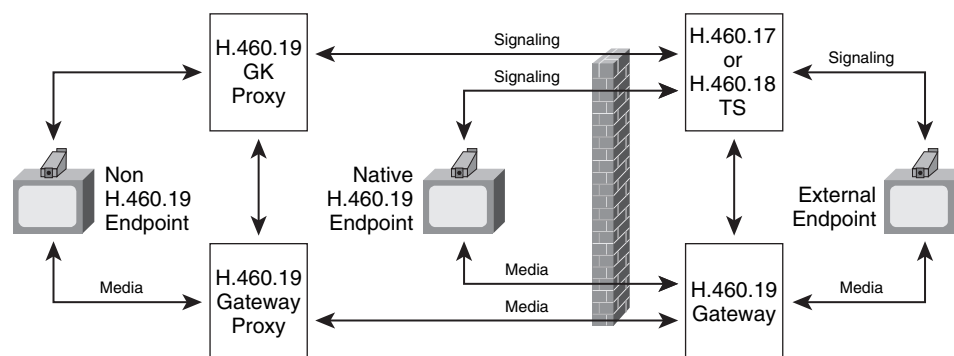 H.460.19
GK
Proxy
Signaling
Signaling
H.460.17
or
H.460.18
TS
Signaling
Non
H.460.19
Endpoint
Native
H.460.19
Endpoint
External
Endpoint
Media
H.460.19
Gateway
Proxy
Media
Media
H.460.19
Gateway
Media